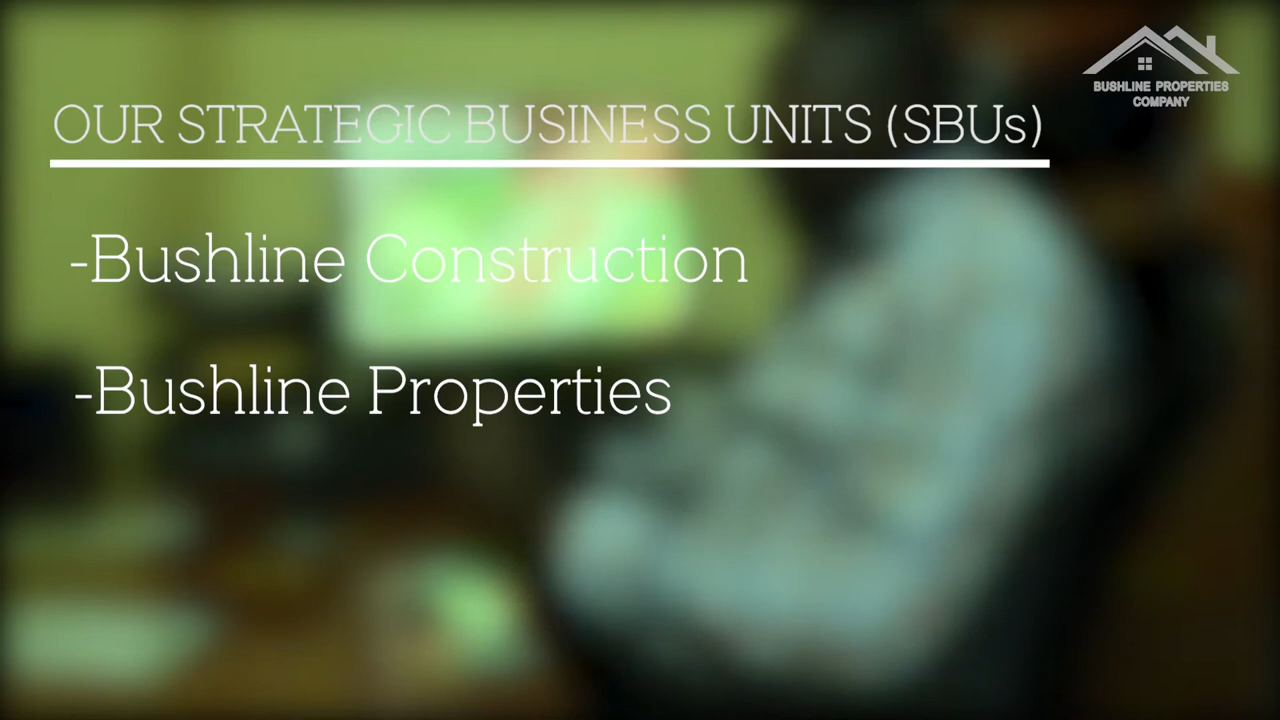 OUR STRATEGIC BUSINESS UNITS (SBUs)
BUSHLINE PROPERTIES
COMPANY
-Bushline Construction
-Bushline Properties